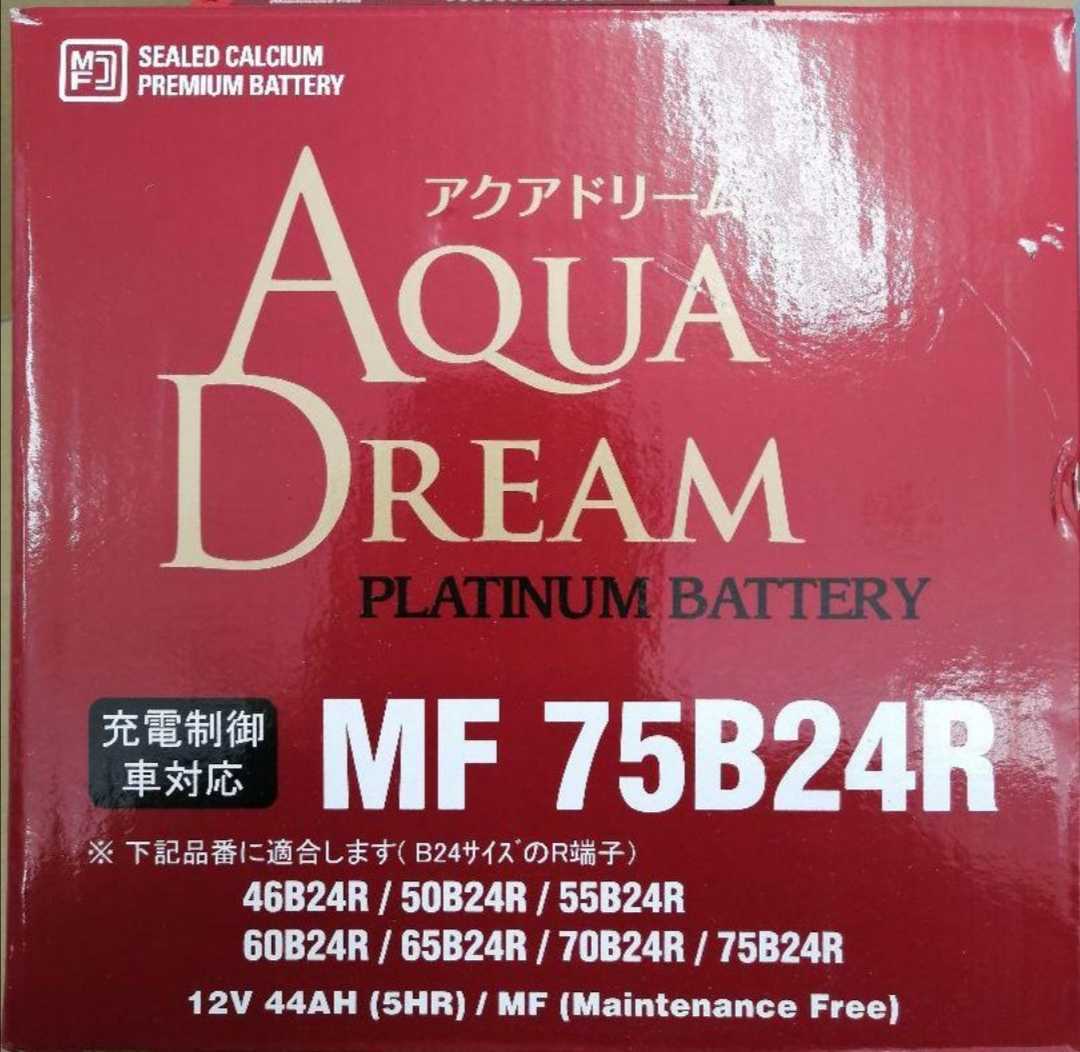 MF SEALED CALCIUM
PREMIUM BATTERY
アクアドリーム
AQUA
DREAM
PLATINUM BATTERY
充電制御
車対応
MF 75B24R
※ 下記品番に適合します( B24ｻｲｽﾞのR端子)
46B24R / 50B24R / 55B24R
60B24R / 65B24R / 70B24R / 75B24R
12V 44AH (5HR) / MF (Maintenance Free)